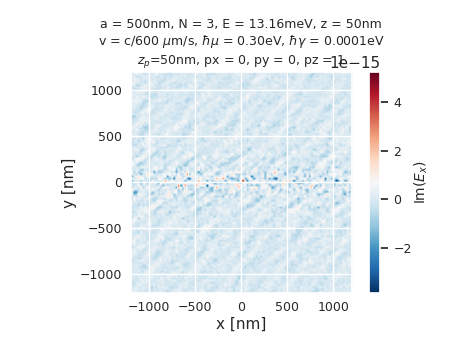 a = 500nm, N = 3, E = 13.16meV, z = 50nm
v = c/600 μm/s, ħμ = 0.30eV, ħγ = 0.0001eV
z_p=50nm, px = 0, py = 0, pz = 1
1e−15
1000
500
0
−500
−1000
y [nm]
−1000 −500 0 500 1000
x [nm]
4
2
0
−2
Im(E_x)